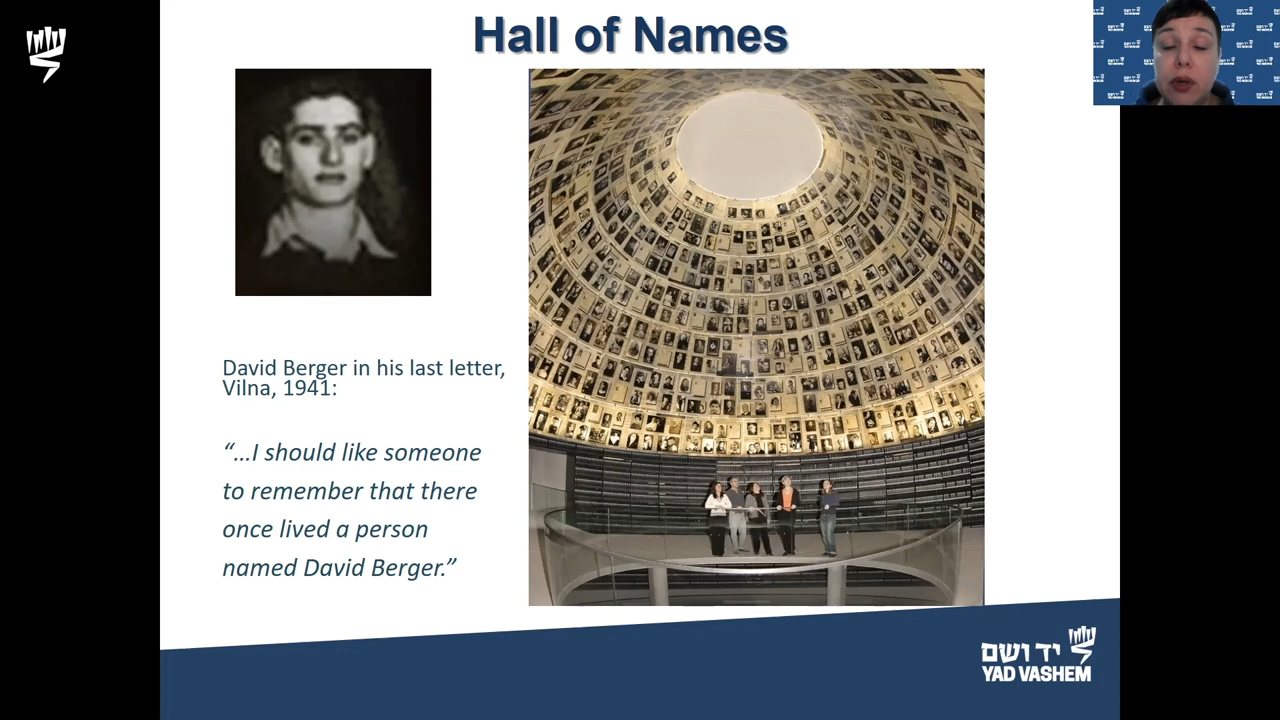 Hall of Names
David Berger in his last letter,
Vilna, 1941:
“…I should like someone
to remember that there
once lived a person
named David Berger.”
יד ושם
YAD VASHEM